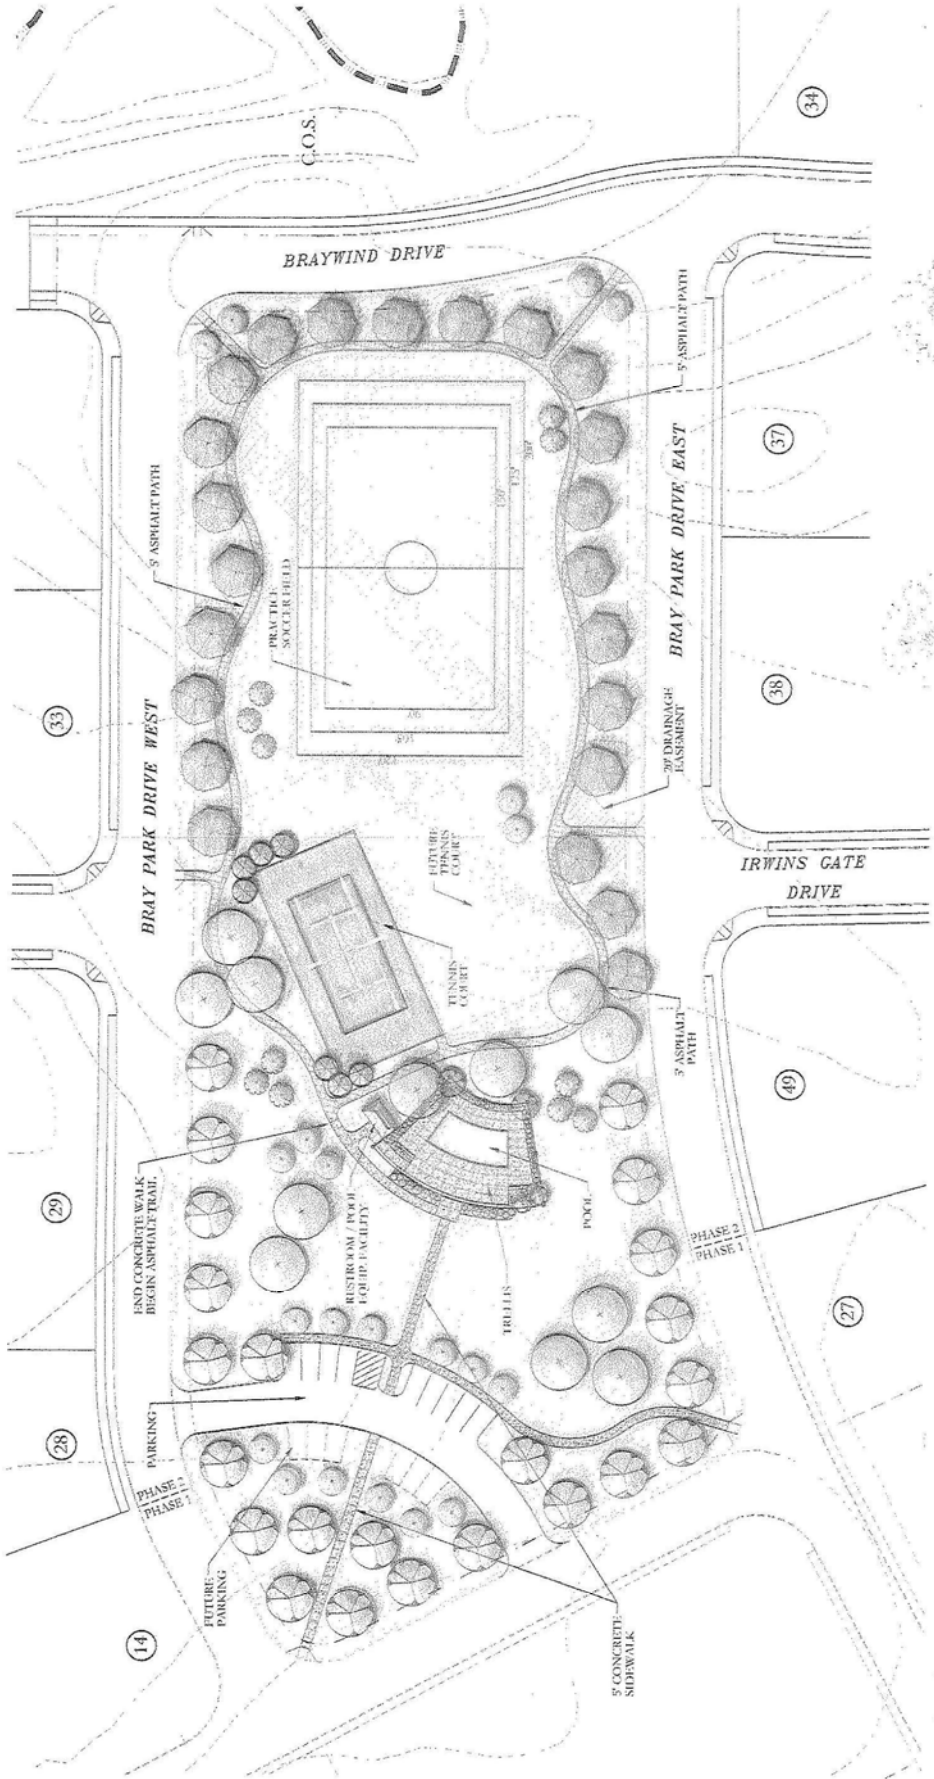 C.O.S.
34
BRAYWIND DRIVE
5' ASPHALT PATH
5' ASPHALT PATH
37
BRAY PARK DRIVE EAST
PRACTICE
SOCCER FIELD
33
BRAY PARK DRIVE WEST
38
20' DRAINAGE
EASEMENT
FUTURE
TENNIS
COURT
IRWINS GATE
DRIVE
TENNIS
COURT
5' ASPHALT
PATH
49
END CONCRETE WALK
BEGIN ASPHALT TRAIL
29
RESTROOM / POOL
EQUIP. FACILITY
POOL
TRELLIS
PHASE 2
PHASE 1
27
PARKING
28
PHASE 2
PHASE 1
FUTURE
PARKING
14
5' CONCRETE
SIDEWALK